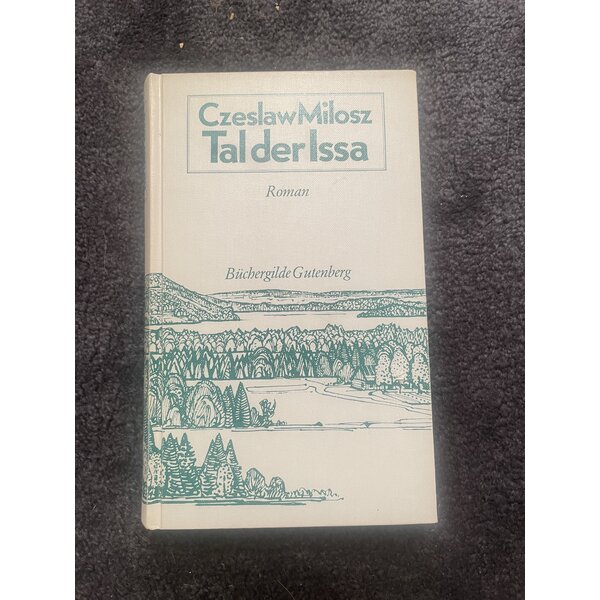 Czeslaw Milosz
Tal der Issa
Roman
Büchergilde Gutenberg